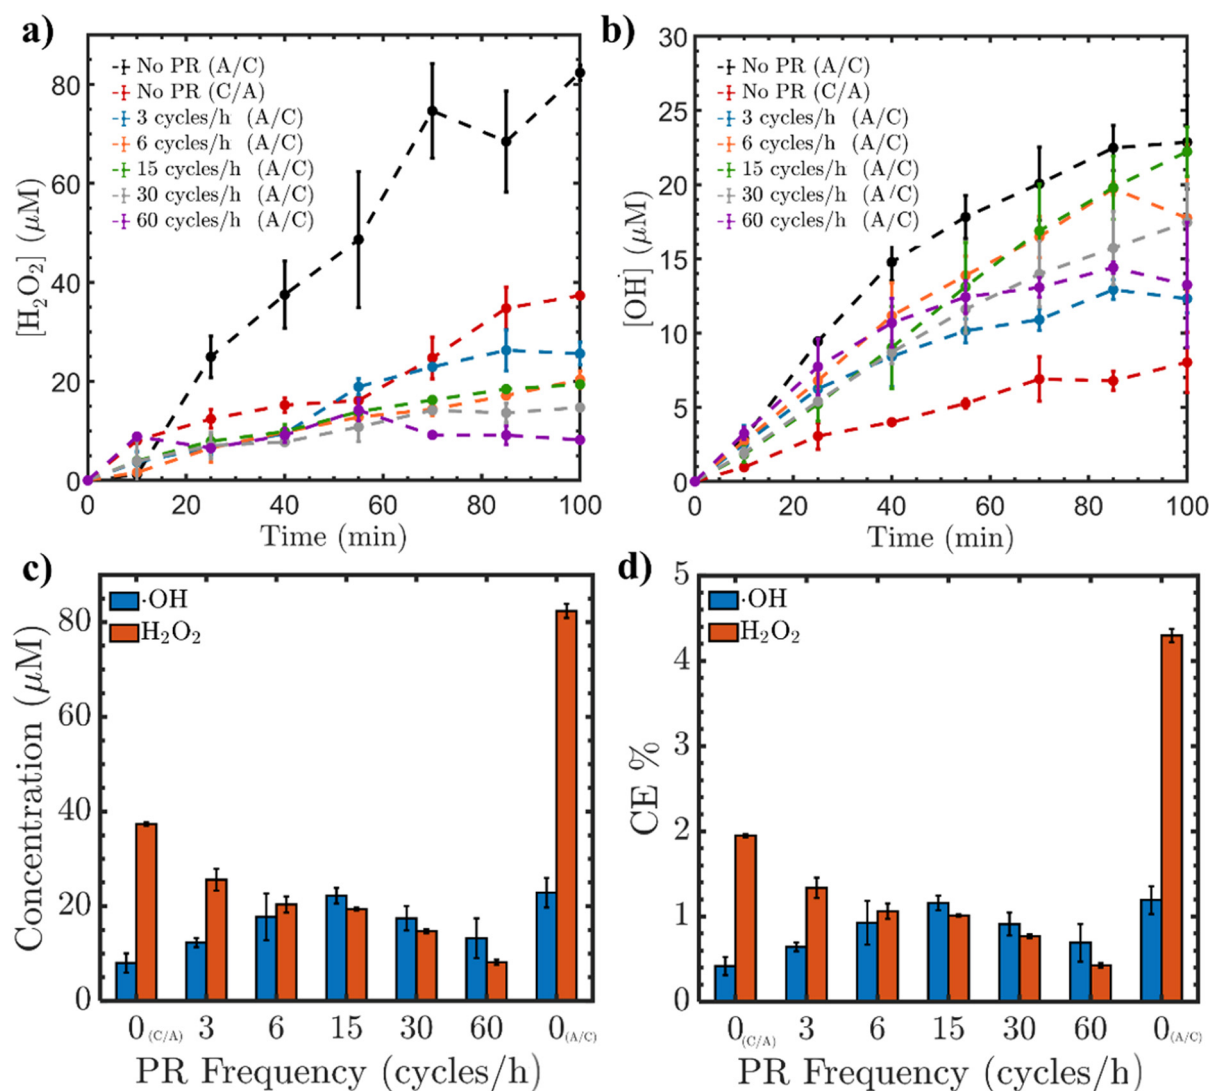 a)
80
60
40
20
0
[H₂O₂] (μM)
No PR (A/C)
No PR (C/A)
3 cycles/h (A/C)
6 cycles/h (A/C)
15 cycles/h (A/C)
30 cycles/h (A/C)
60 cycles/h (A/C)
0 20 40 60 80 100
Time (min)
b)
30
25
20
15
10
5
0
[OH˙] (μM)
No PR (A/C)
No PR (C/A)
3 cycles/h (A/C)
6 cycles/h (A/C)
15 cycles/h (A/C)
30 cycles/h (A/C)
60 cycles/h (A/C)
0 20 40 60 80 100
Time (min)
c)
80
60
40
20
0
Concentration (μM)
·OH
H₂O₂
0(C/A) 3 6 15 30 60 0(A/C)
PR Frequency (cycles/h)
d)
5
4
3
2
1
0
CE %
·OH
H₂O₂
0(C/A) 3 6 15 30 60 0(A/C)
PR Frequency (cycles/h)